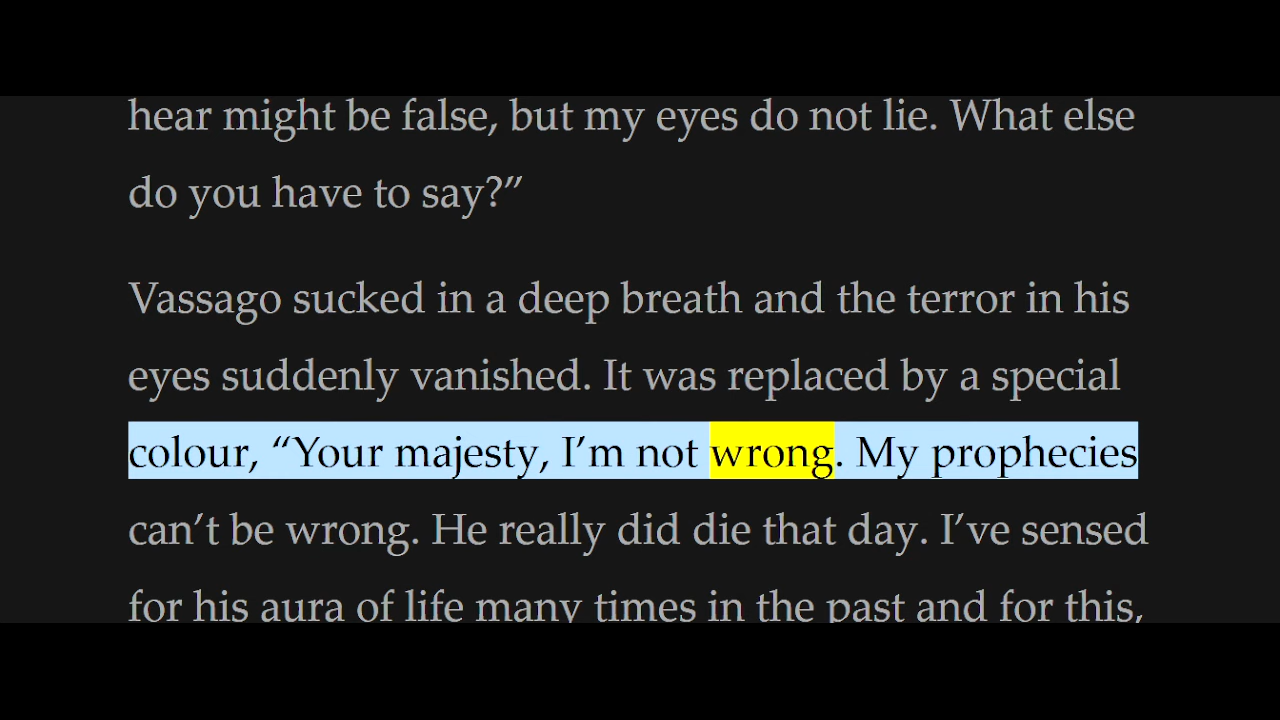 hear might be false, but my eyes do not lie. What else
do you have to say?”
Vassago sucked in a deep breath and the terror in his
eyes suddenly vanished. It was replaced by a special
colour, “Your majesty, I’m not wrong. My prophecies
can’t be wrong. He really did die that day. I’ve sensed
for his aura of life many times in the past and for this,